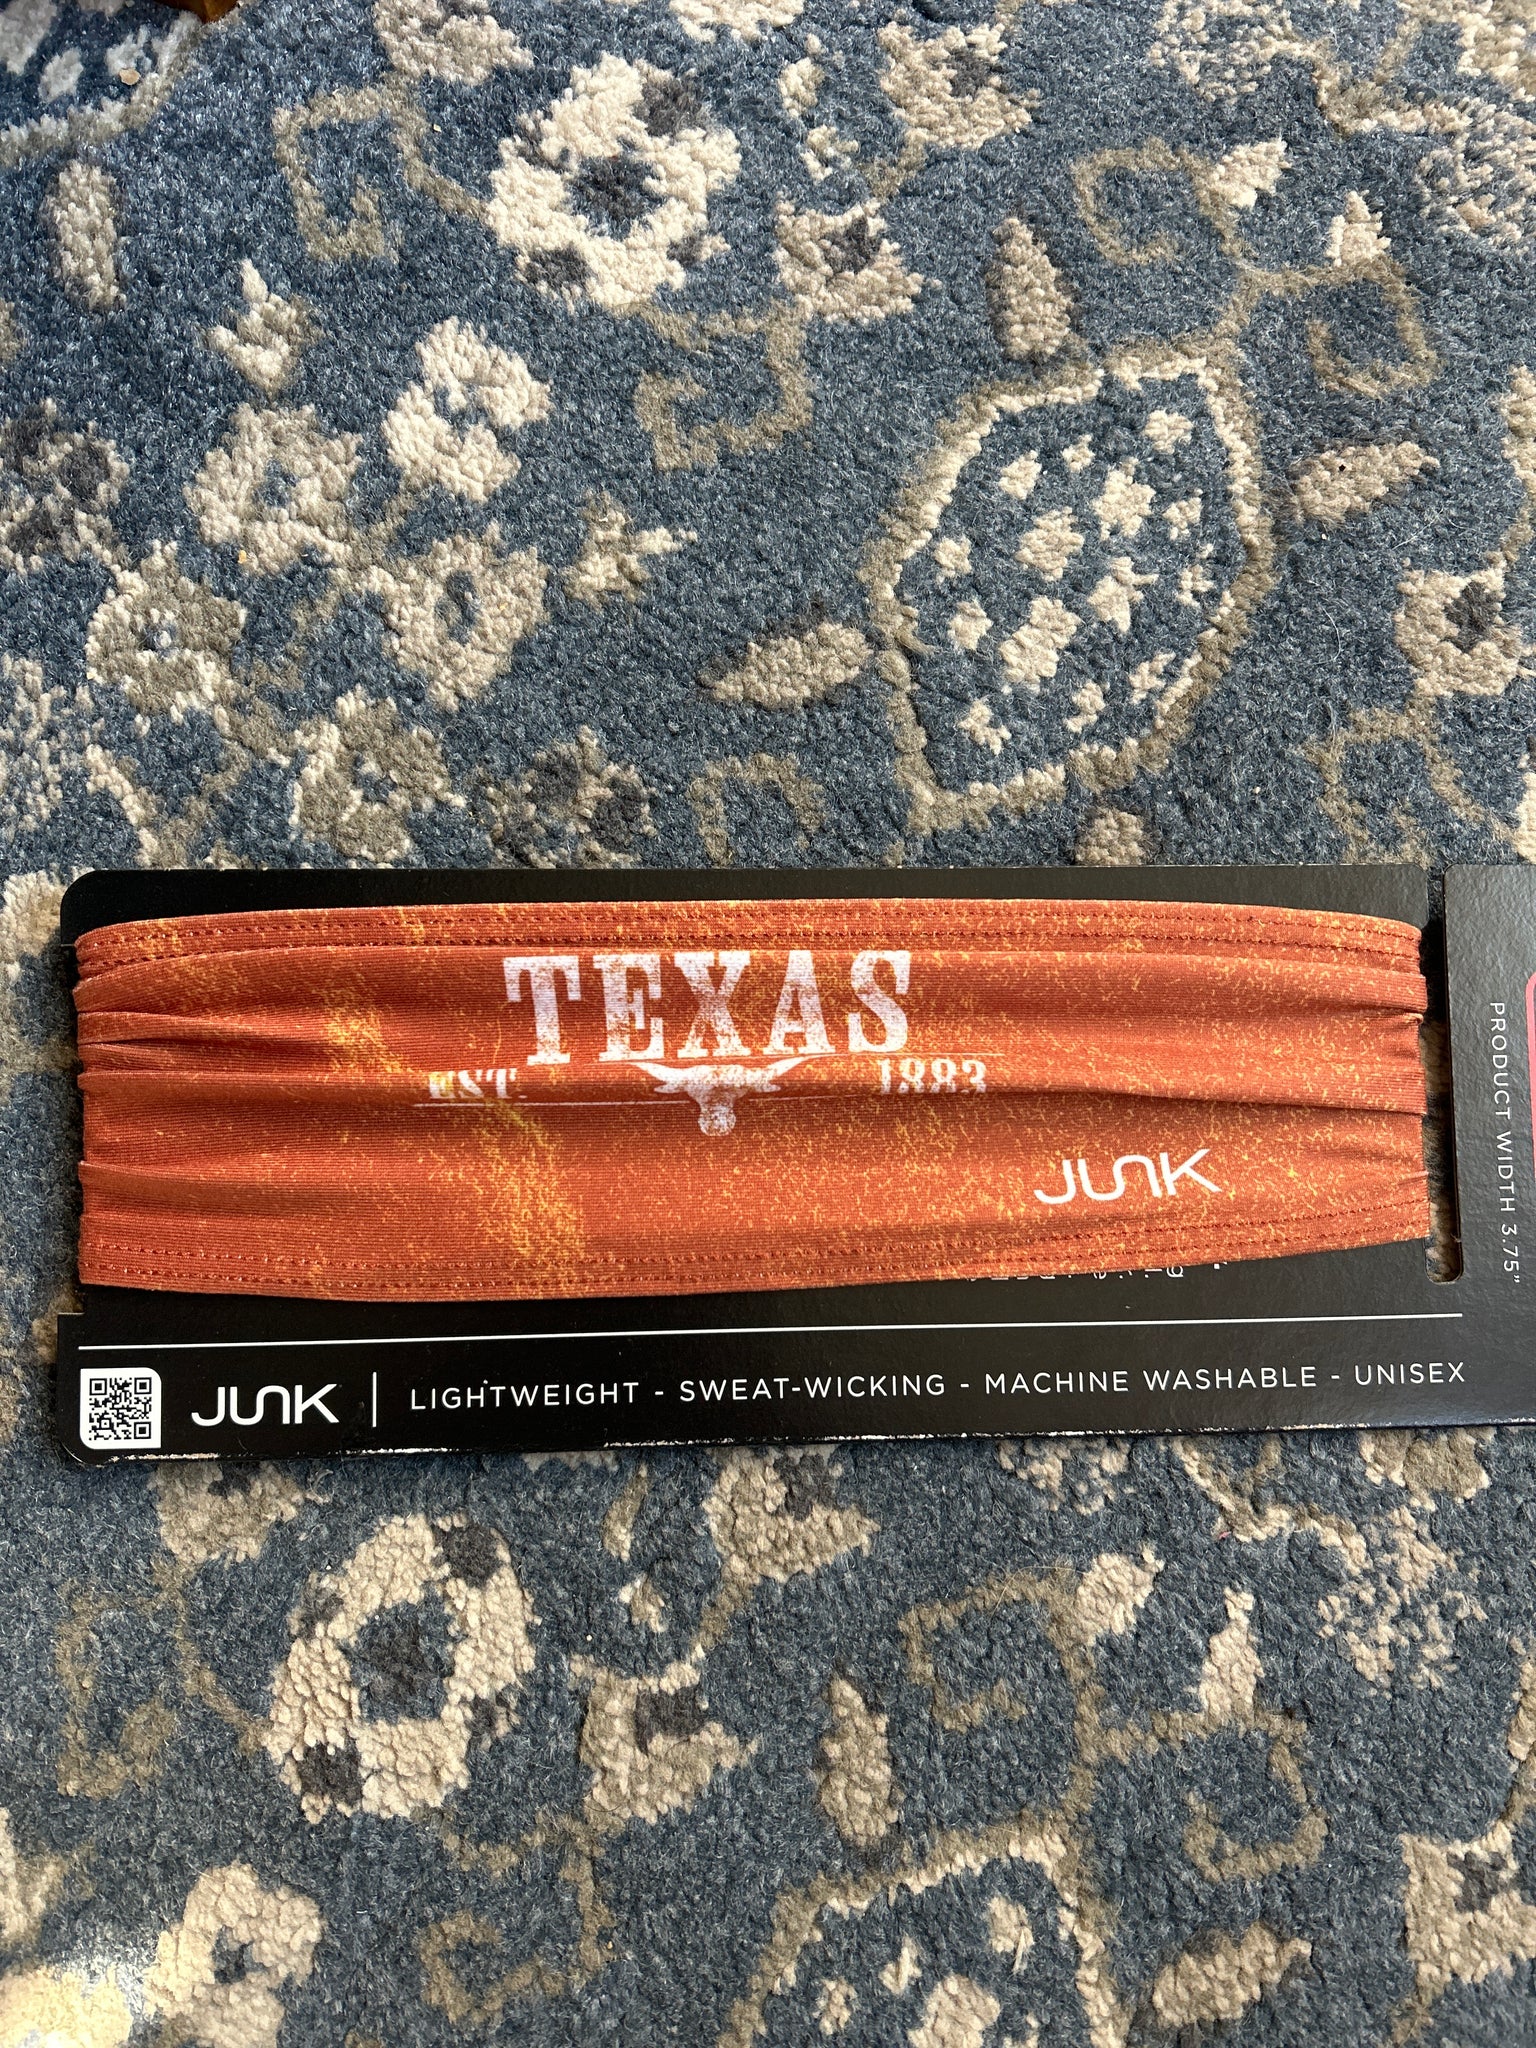 TEXAS
EST. 1883
JUNK
JUNK | LIGHTWEIGHT - SWEAT-WICKING - MACHINE WASHABLE - UNISEX
PRODUCT WIDTH 3.75"